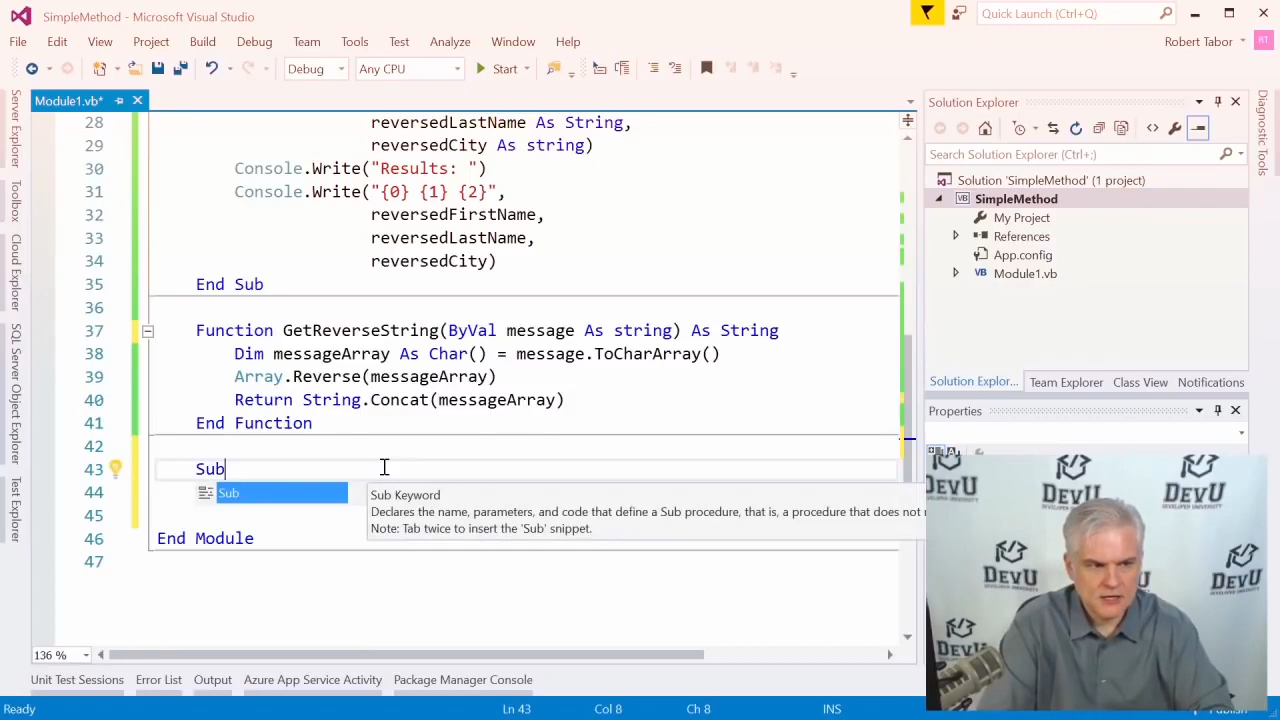 SimpleMethod - Microsoft Visual Studio
Quick Launch (Ctrl+Q)
File Edit View Project Build Debug Team Tools Test Analyze Window Help
Robert Tabor RT
Debug Any CPU Start
Server Explorer
Toolbox
Cloud Explorer
SQL Server Object Explorer
Test Explorer
Module1.vb*
28 reversedLastName As String,
29 reversedCity As string)
30 Console.Write("Results: ")
31 Console.Write("{0} {1} {2}",
32 reversedFirstName,
33 reversedLastName,
34 reversedCity)
35 End Sub
36
37 Function GetReverseString(ByVal message As string) As String
38 Dim messageArray As Char() = message.ToCharArray()
39 Array.Reverse(messageArray)
40 Return String.Concat(messageArray)
41 End Function
42
43 Sub
44
45
46 End Module
47
Sub
Sub Keyword
Declares the name, parameters, and code that define a Sub procedure, that is, a procedure that does not
Note: Tab twice to insert the 'Sub' snippet.
136 %
Solution Explorer
Search Solution Explorer (Ctrl+;)
Solution 'SimpleMethod' (1 project)
VB SimpleMethod
My Project
References
App.config
VB Module1.vb
Solution Explor... Team Explorer Class View Notifications
Properties
Diagnostic Tools
DEVU
DEVELOPER UNIVERSITY
DEVU
DEVU
DEVU
Unit Test Sessions Error List Output Azure App Service Activity Package Manager Console
Ready Ln 43 Col 8 Ch 8 INS Publish